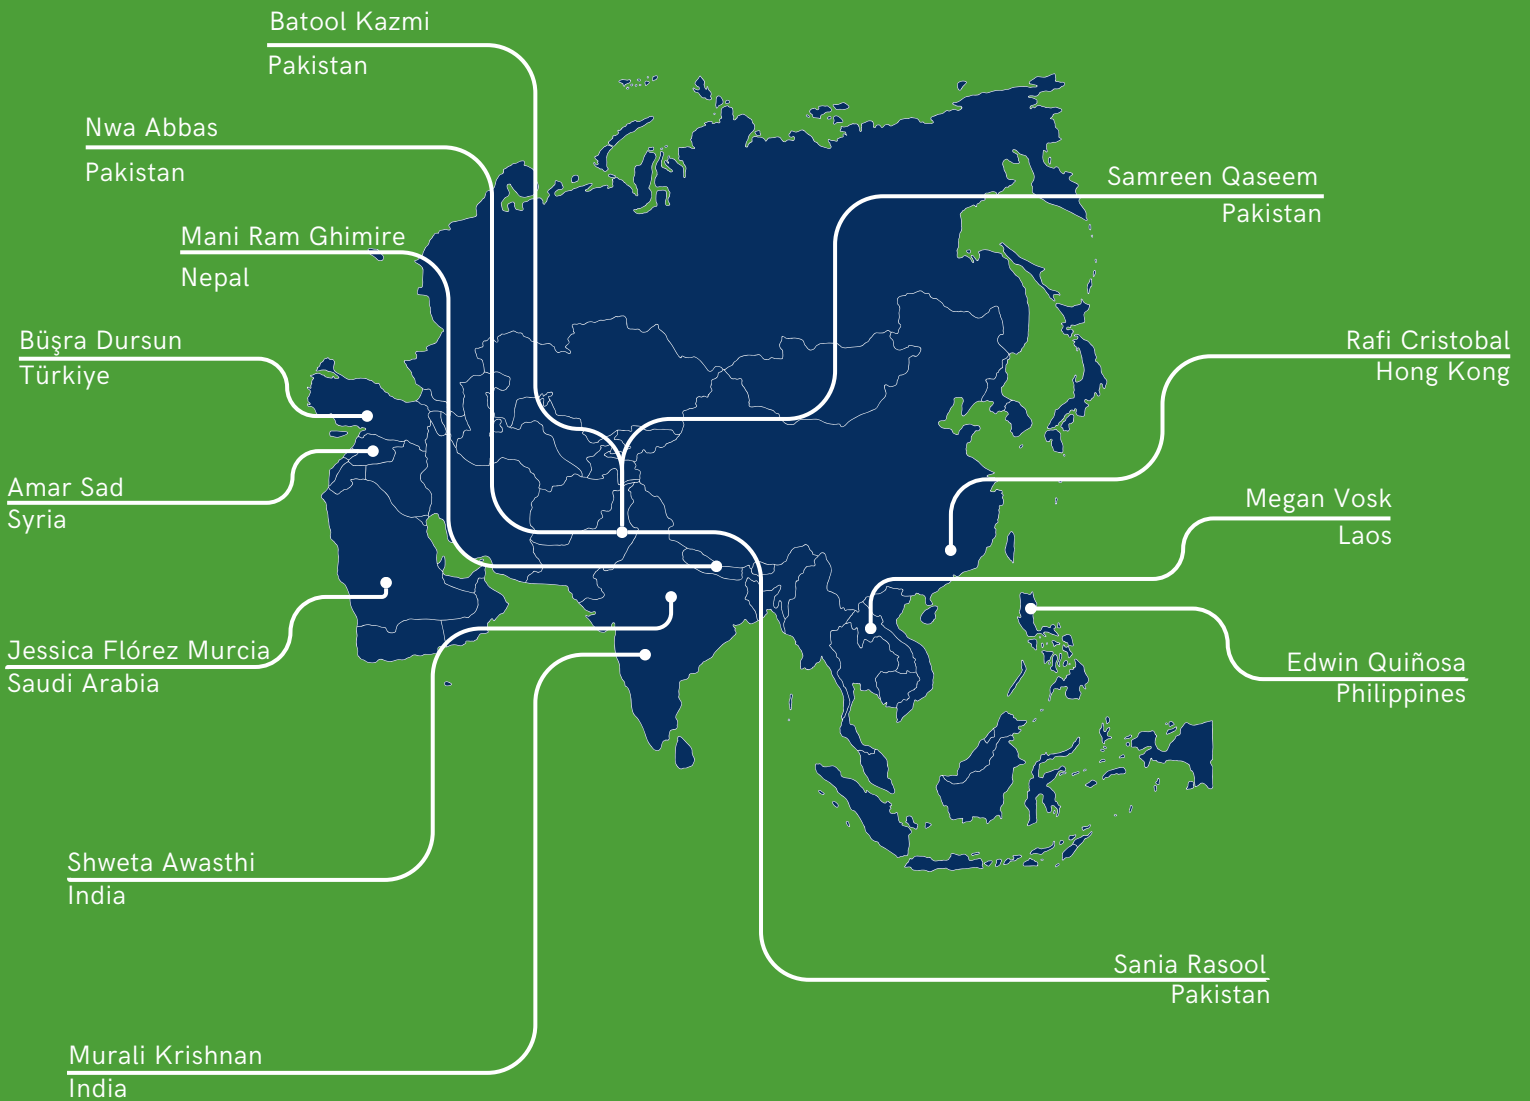 Batool Kazmi
Pakistan
Nwa Abbas
Pakistan
Samreen Qaseem
Pakistan
Mani Ram Ghimire
Nepal
Büşra Dursun
Türkiye
Rafi Cristobal
Hong Kong
Amar Sad
Syria
Megan Vosk
Laos
Jessica Flórez Murcia
Saudi Arabia
Edwin Quiñosa
Philippines
Shweta Awasthi
India
Sania Rasool
Pakistan
Murali Krishnan
India